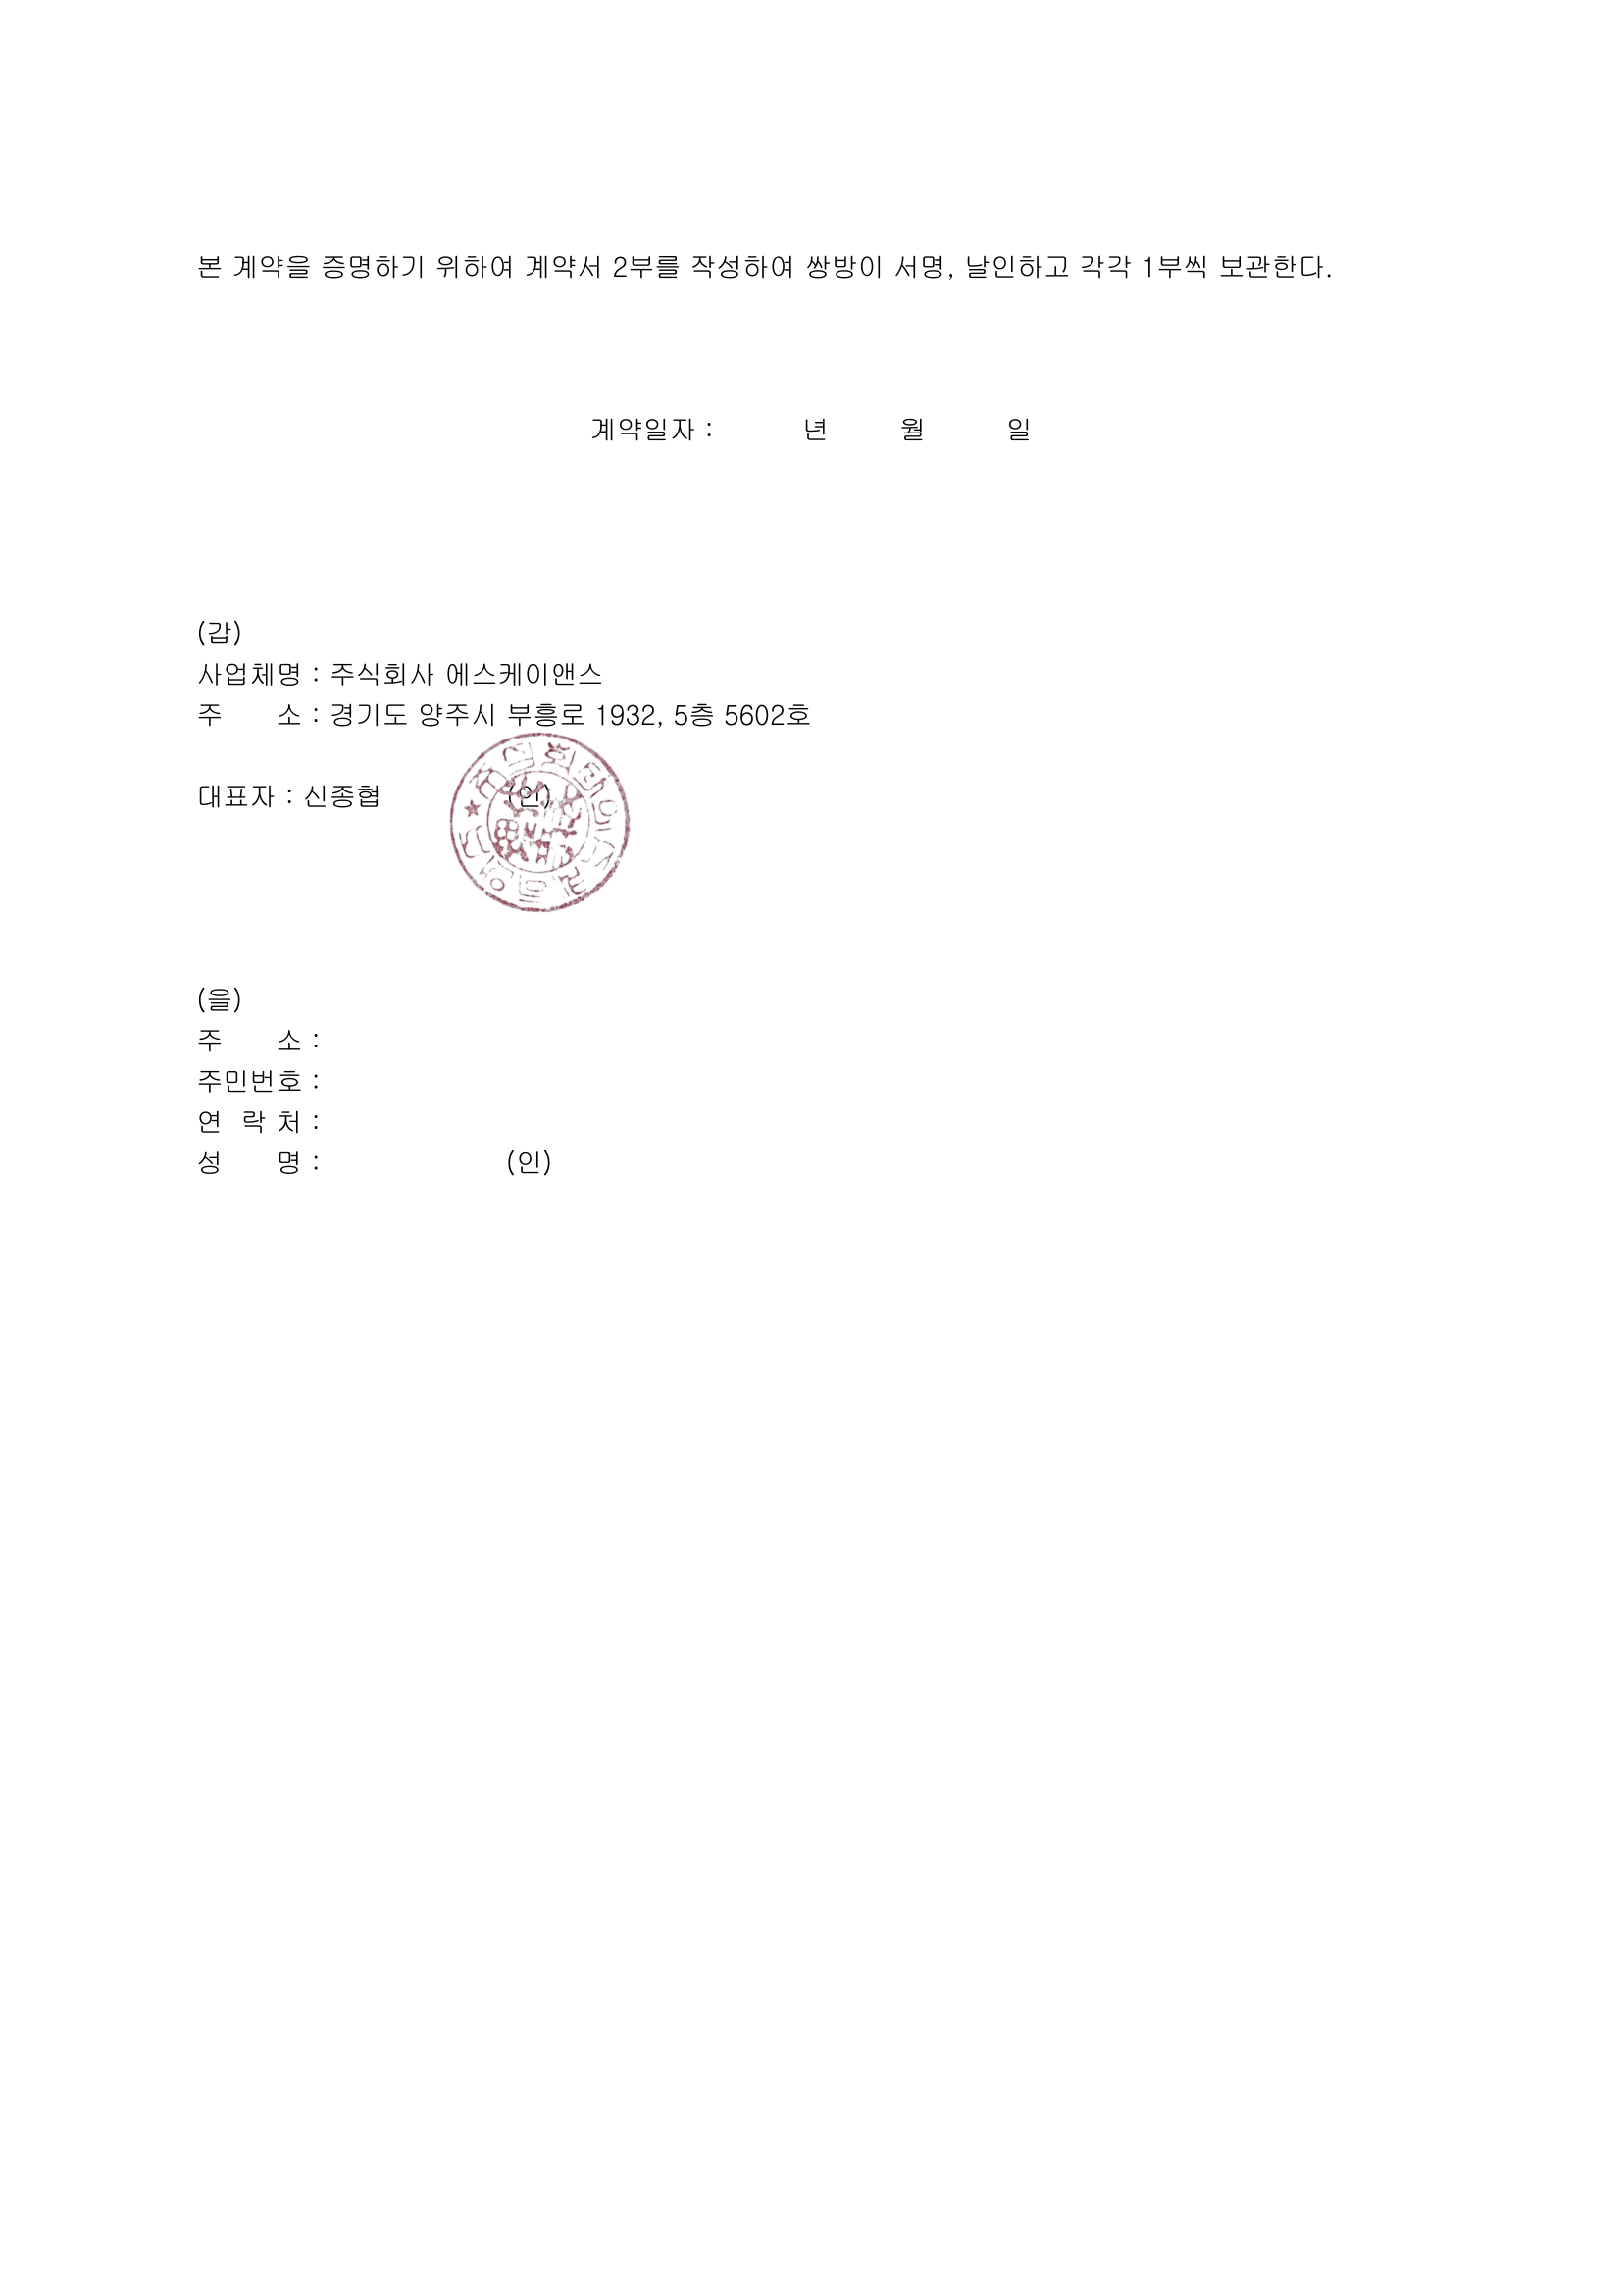 본 계약을 증명하기 위하여 계약서 2부를 작성하여 쌍방이 서명, 날인하고 각각 1부씩 보관한다.
계약일자 : 년 월 일
(갑)
사업체명 : 주식회사 에스케이앤스
주 소 : 경기도 양주시 부흥로 1932, 5층 5602호
대표자 : 신종협 (인)
(을)
주 소 :
주민번호 :
연 락 처 :
성 명 : (인)